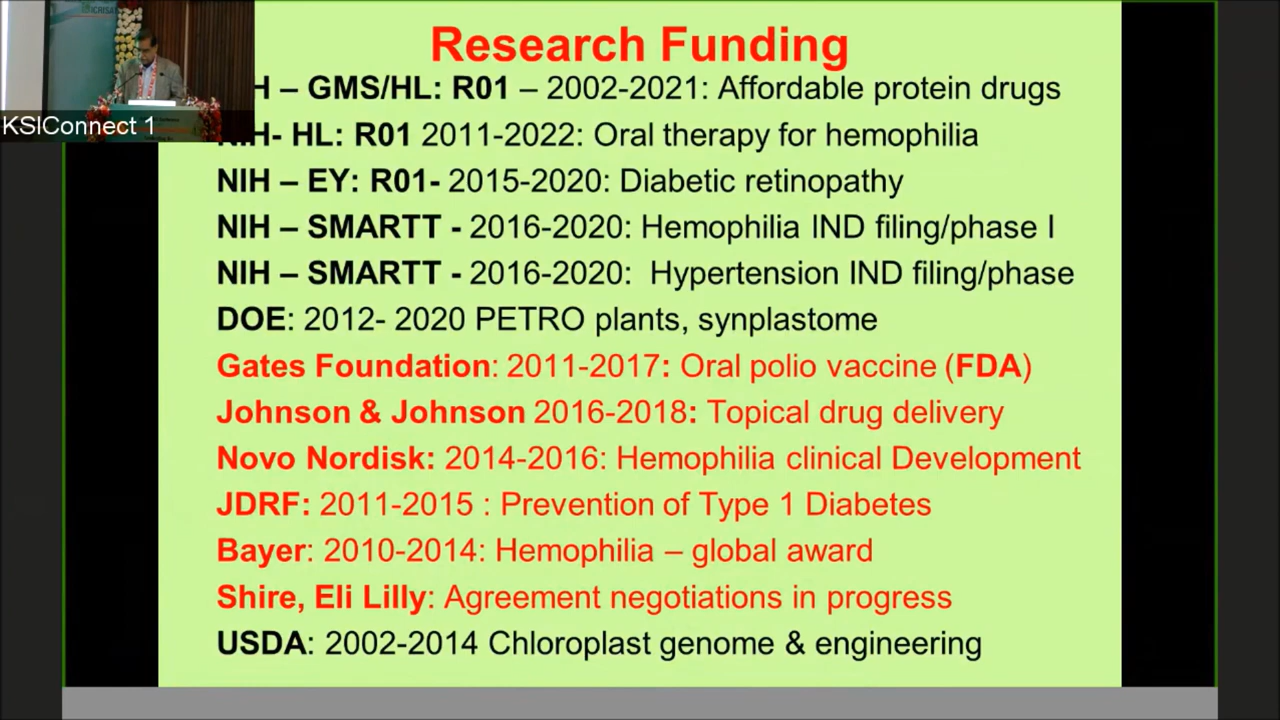 ICRISAT
KSIConnect 1
Research Funding
H – GMS/HL: R01 – 2002-2021: Affordable protein drugs
NIH- HL: R01 2011-2022: Oral therapy for hemophilia
NIH – EY: R01- 2015-2020: Diabetic retinopathy
NIH – SMARTT - 2016-2020: Hemophilia IND filing/phase I
NIH – SMARTT - 2016-2020: Hypertension IND filing/phase
DOE: 2012- 2020 PETRO plants, synplastome
Gates Foundation: 2011-2017: Oral polio vaccine (FDA)
Johnson & Johnson 2016-2018: Topical drug delivery
Novo Nordisk: 2014-2016: Hemophilia clinical Development
JDRF: 2011-2015 : Prevention of Type 1 Diabetes
Bayer: 2010-2014: Hemophilia – global award
Shire, Eli Lilly: Agreement negotiations in progress
USDA: 2002-2014 Chloroplast genome & engineering